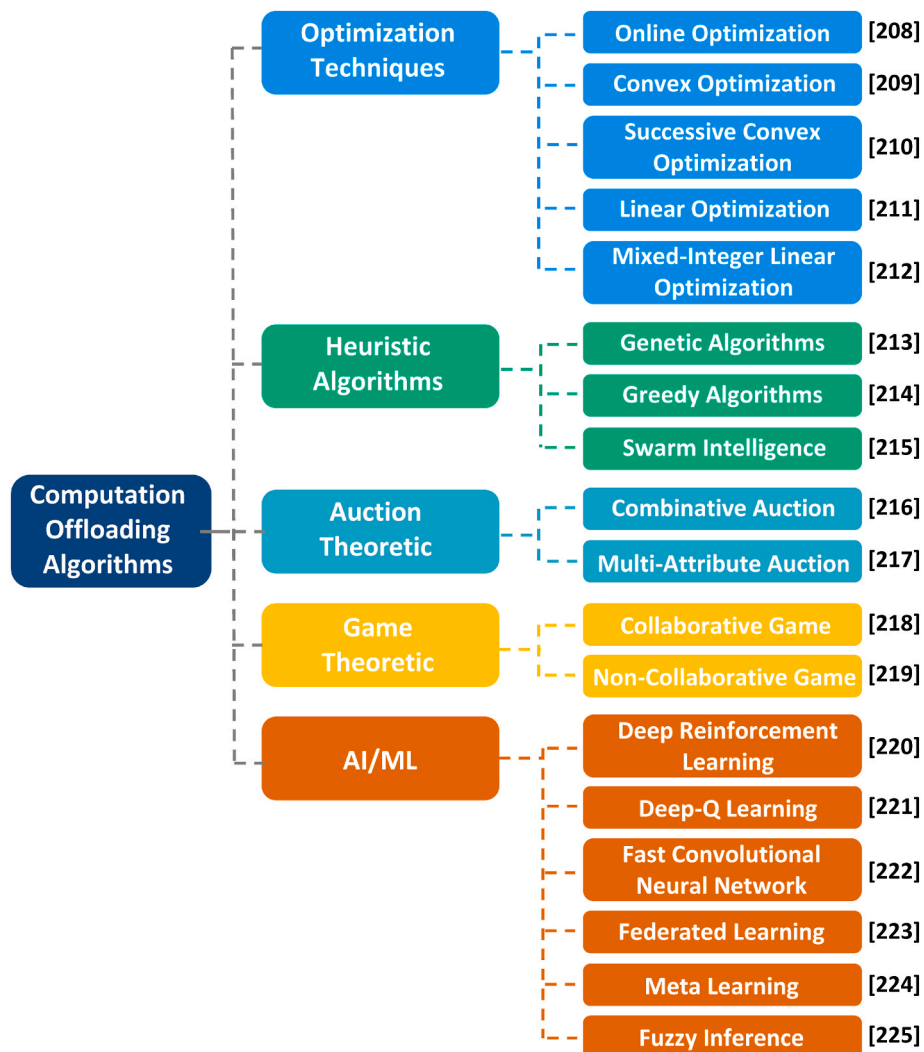 Computation
Offloading
Algorithms
Optimization
Techniques
Online Optimization [208]
Convex Optimization [209]
Successive Convex
Optimization [210]
Linear Optimization [211]
Mixed-Integer Linear
Optimization [212]
Heuristic
Algorithms
Genetic Algorithms [213]
Greedy Algorithms [214]
Swarm Intelligence [215]
Auction
Theoretic
Combinative Auction [216]
Multi-Attribute Auction [217]
Game
Theoretic
Collaborative Game [218]
Non-Collaborative Game [219]
AI/ML
Deep Reinforcement
Learning [220]
Deep-Q Learning [221]
Fast Convolutional
Neural Network [222]
Federated Learning [223]
Meta Learning [224]
Fuzzy Inference [225]